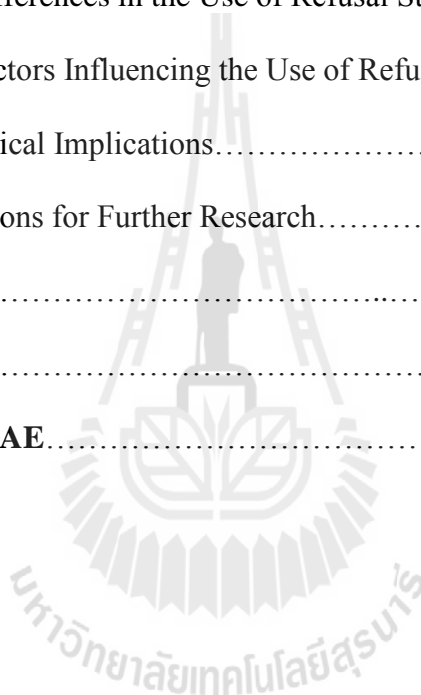 fferences in the Use of Refusal St
ctors Influencing the Use of Refu
ical Implications…………………
ons for Further Research…………
………………………………..…
…………………………………
AE………………………………
มหาวิทยาลัยเทคโนโลยีสุรนารี